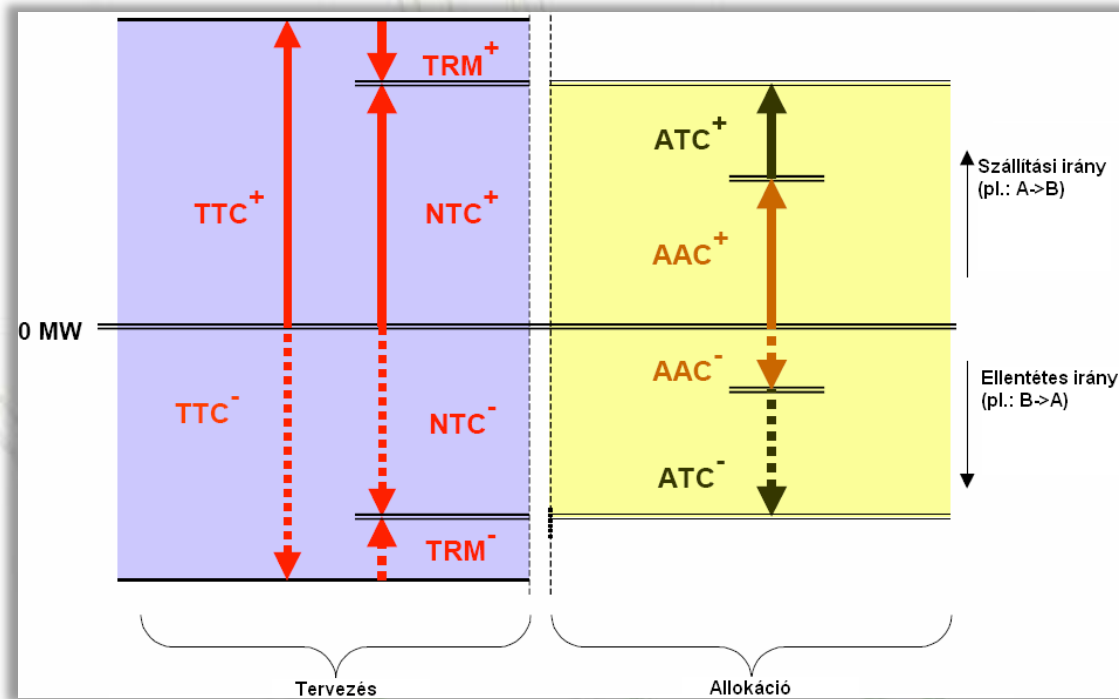 TRM+
ATC+
Szállítási irány
(pl.: A->B)
TTC+
NTC+
AAC+
0 MW
AAC-
Ellentétes irány
(pl.: B->A)
TTC-
NTC-
ATC-
TRM-
Tervezés
Allokáció